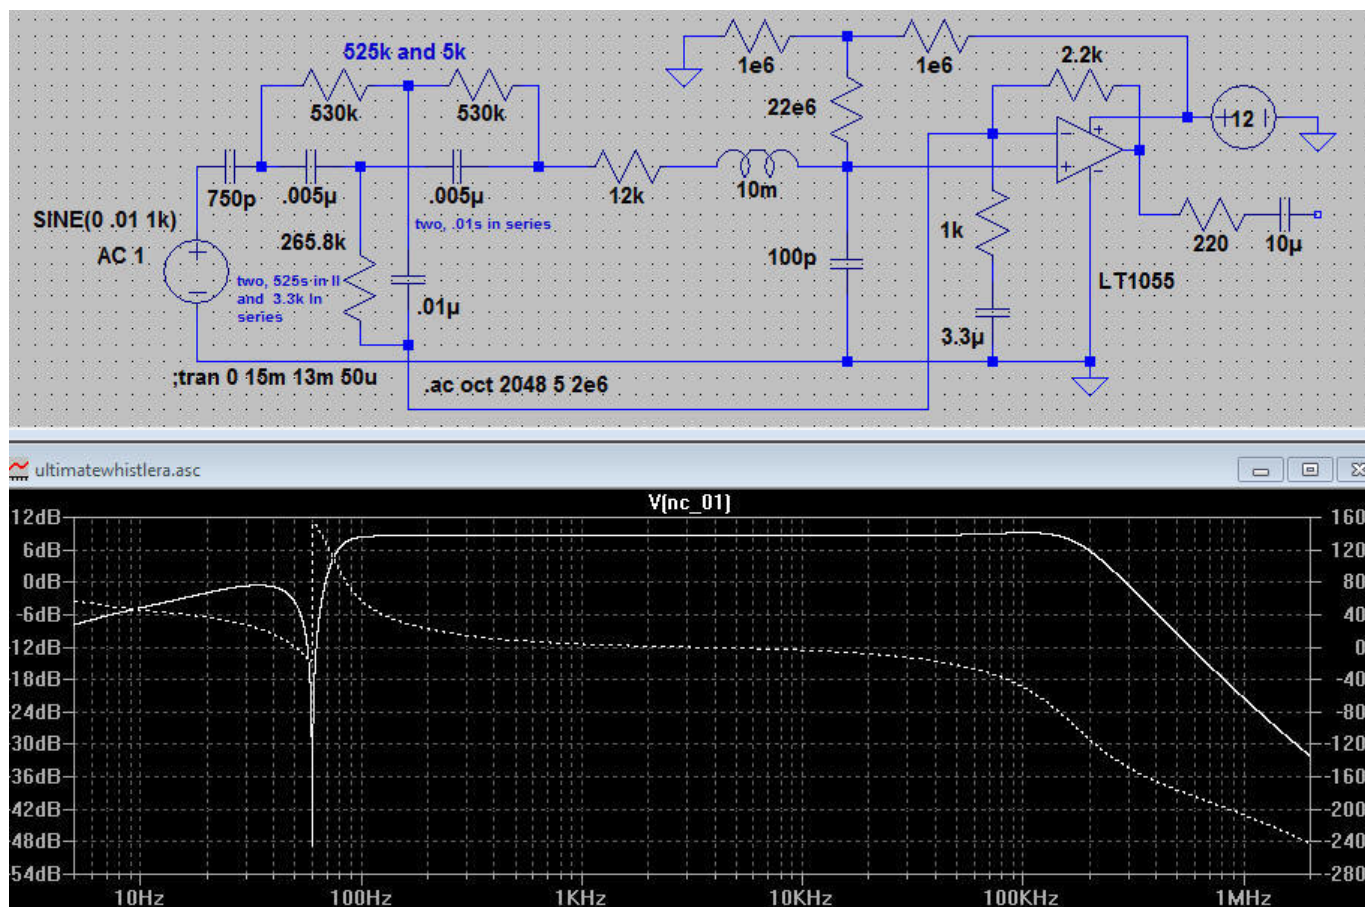 525k and 5k
530k
530k
1e6
1e6
2.2k
22e6
12
750p
.005µ
.005µ
12k
10m
SINE(0 .01 1k)
AC 1
two, .01s in series
265.8k
two, 525s in II
and 3.3k In
series
.01µ
100p
1k
220
10µ
LT1055
3.3µ
;tran 0 15m 13m 50u
.ac oct 2048 5 2e6
ultimatewhistlera.asc
V(nc_01)
12dB
160
6dB
120
0dB
80
-6dB
40
-12dB
0
-18dB
-40
-24dB
-80
-30dB
-120
-36dB
-160
-42dB
-200
-48dB
-240
-54dB
-280
10Hz
100Hz
1KHz
10KHz
100KHz
1MHz